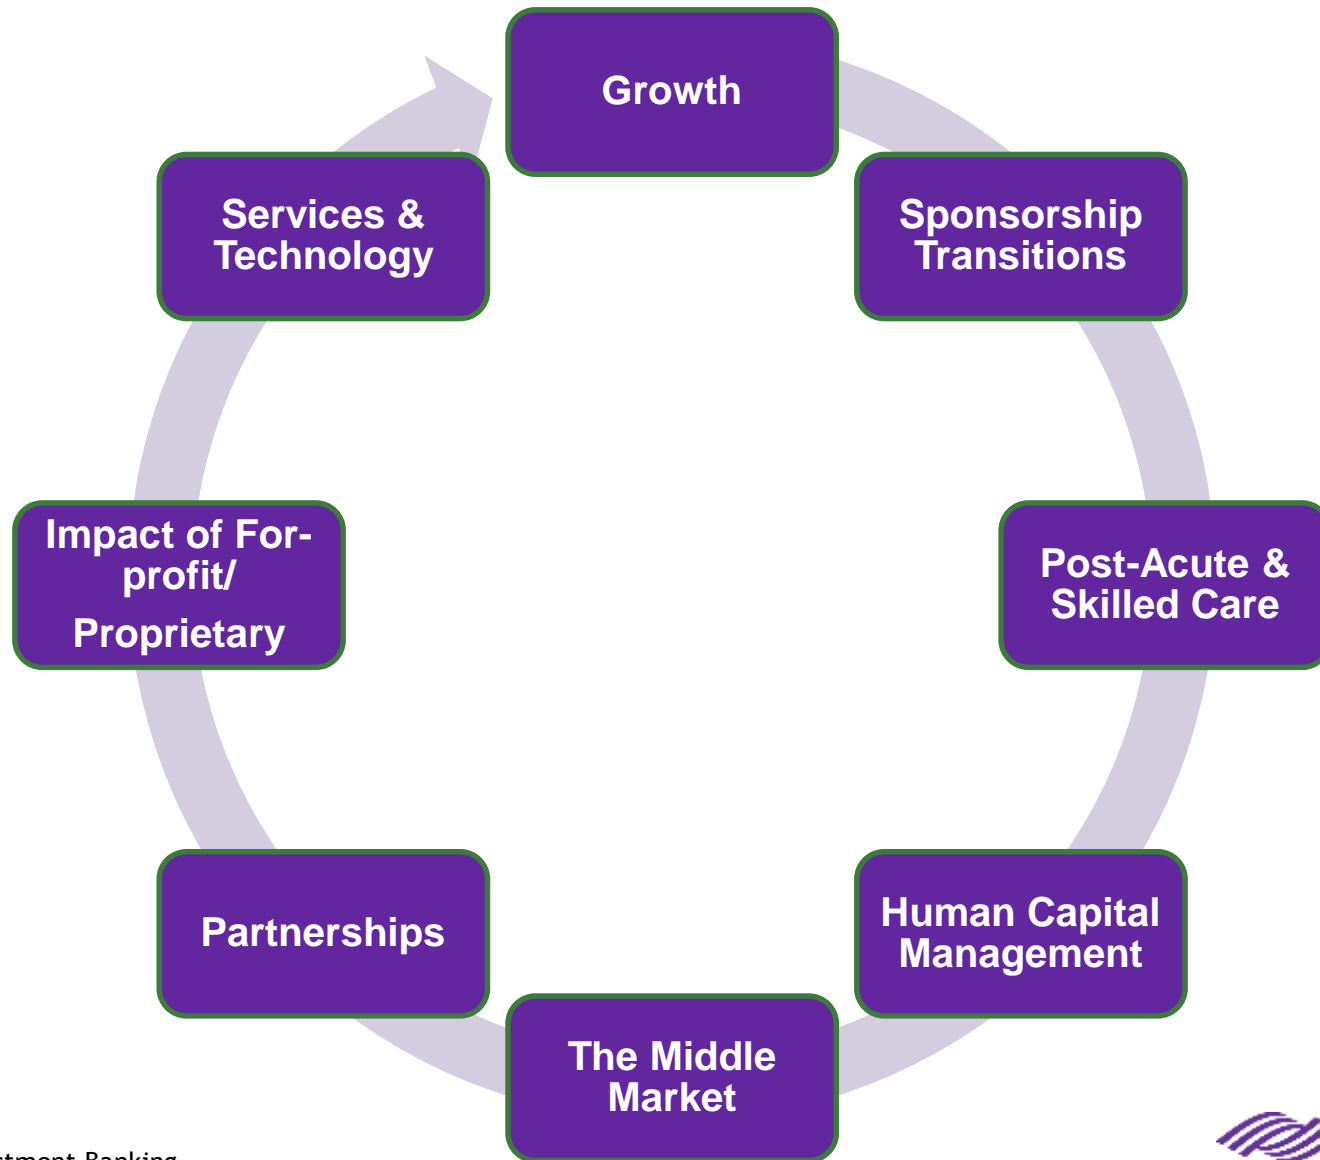 Growth
Sponsorship
Transitions
Post-Acute &
Skilled Care
Human Capital
Management
The Middle
Market
Partnerships
Impact of For-
profit/
Proprietary
Services &
Technology
Banking